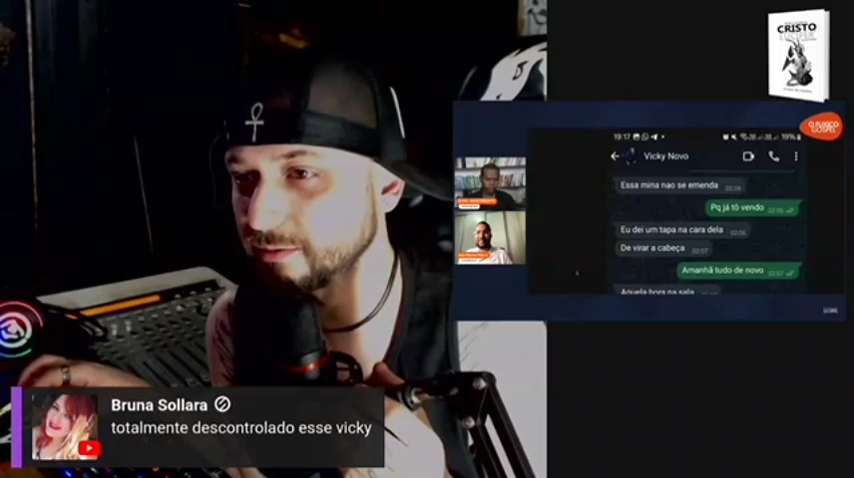 CRISTO
LÚCIFER
O FUXICO
GOSPEL
19:17
19%
Vicky Novo
Essa mina nao se emenda 02:06
Pq já tô vendo 02:06
Eu dei um tapa na cara dela 02:06
De virar a cabeça 02:07
Amanhã tudo de novo 02:07
Aquela hora na sala
Bruna Sollara
totalmente descontrolado esse vicky